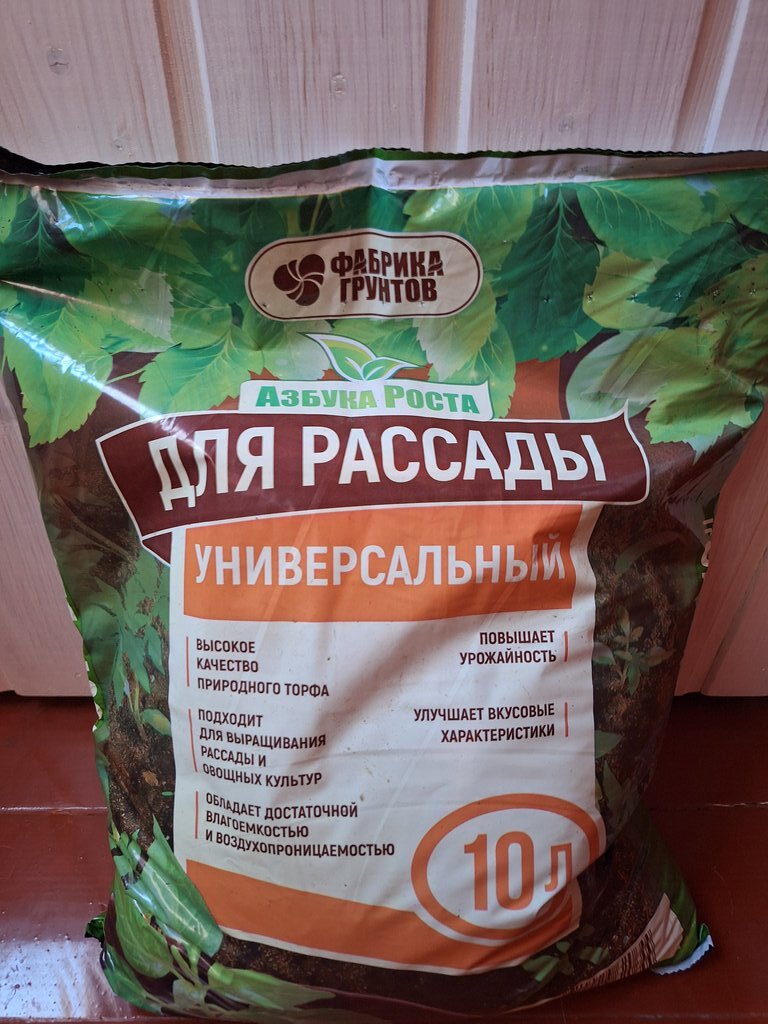 ФАБРИКА
ГРУНТОВ
АЗБУКА РОСТА
ДЛЯ РАССАДЫ
УНИВЕРСАЛЬНЫЙ
ВЫСОКОЕ
КАЧЕСТВО
ПРИРОДНОГО ТОРФА
ПОДХОДИТ
ДЛЯ ВЫРАЩИВАНИЯ
РАССАДЫ И
ОВОЩНЫХ КУЛЬТУР
ОБЛАДАЕТ ДОСТАТОЧНОЙ
ВЛАГОЕМКОСТЬЮ
И ВОЗДУХОПРОНИЦАЕМОСТЬЮ
ПОВЫШАЕТ
УРОЖАЙНОСТЬ
УЛУЧШАЕТ ВКУСОВЫЕ
ХАРАКТЕРИСТИКИ
10 Л